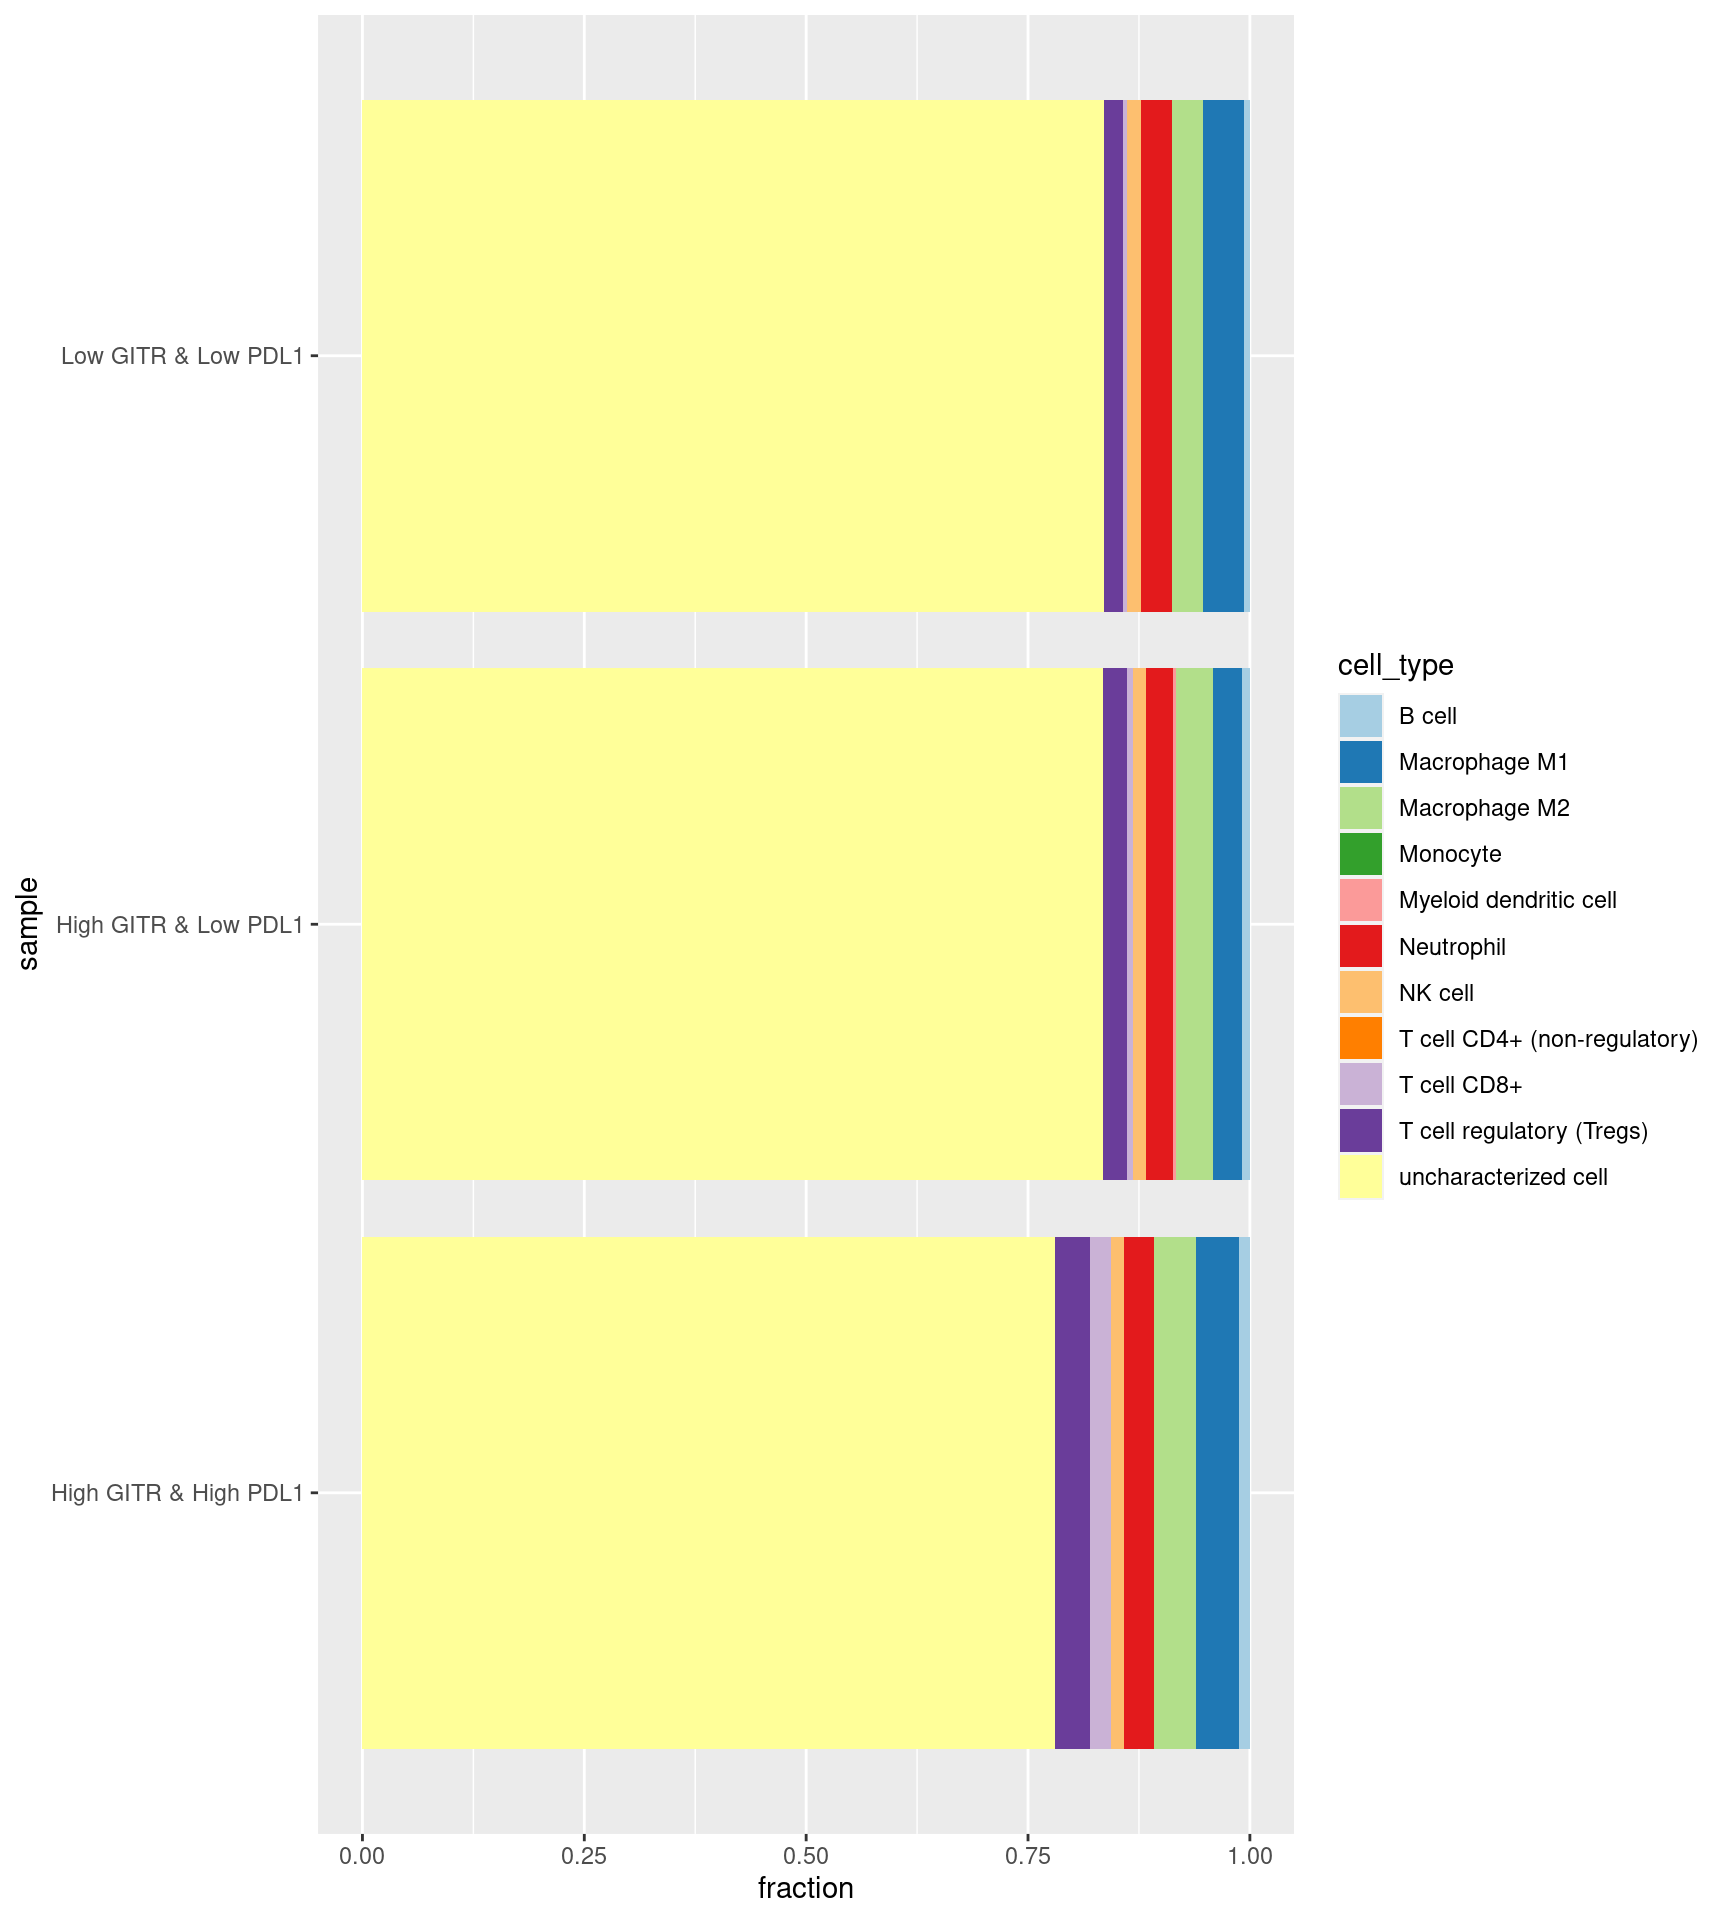 sample
Low GITR & Low PDL1
High GITR & Low PDL1
High GITR & High PDL1
0.00
0.25
0.50
0.75
1.00
fraction
cell_type
B cell
Macrophage M1
Macrophage M2
Monocyte
Myeloid dendritic cell
Neutrophil
NK cell
T cell CD4+ (non-regulatory)
T cell CD8+
T cell regulatory (Tregs)
uncharacterized cell